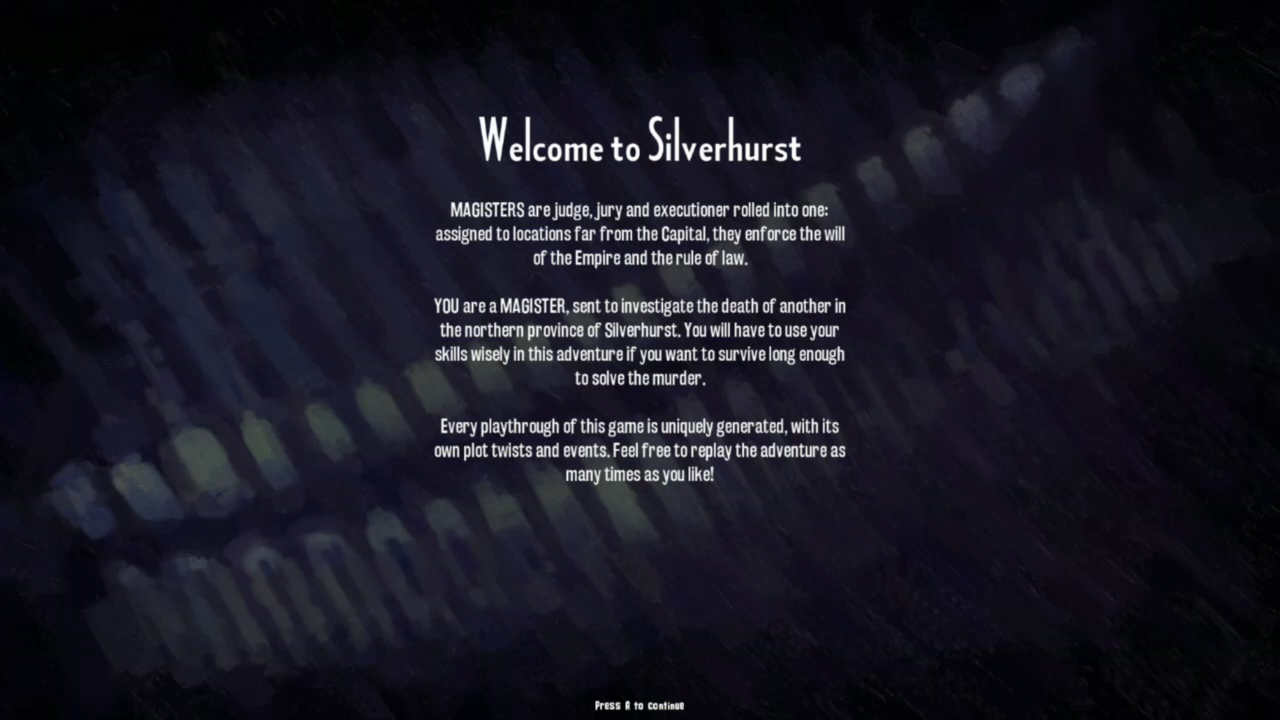 Welcome to Silverhurst
MAGISTERS are judge, jury and executioner rolled into one:
assigned to locations far from the Capital, they enforce the will
of the Empire and the rule of law.
YOU are a MAGISTER, sent to investigate the death of another in
the northern province of Silverhurst. You will have to use your
skills wisely in this adventure if you want to survive long enough
to solve the murder.
Every playthrough of this game is uniquely generated, with its
own plot twists and events. Feel free to replay the adventure as
many times as you like!
Press A to continue